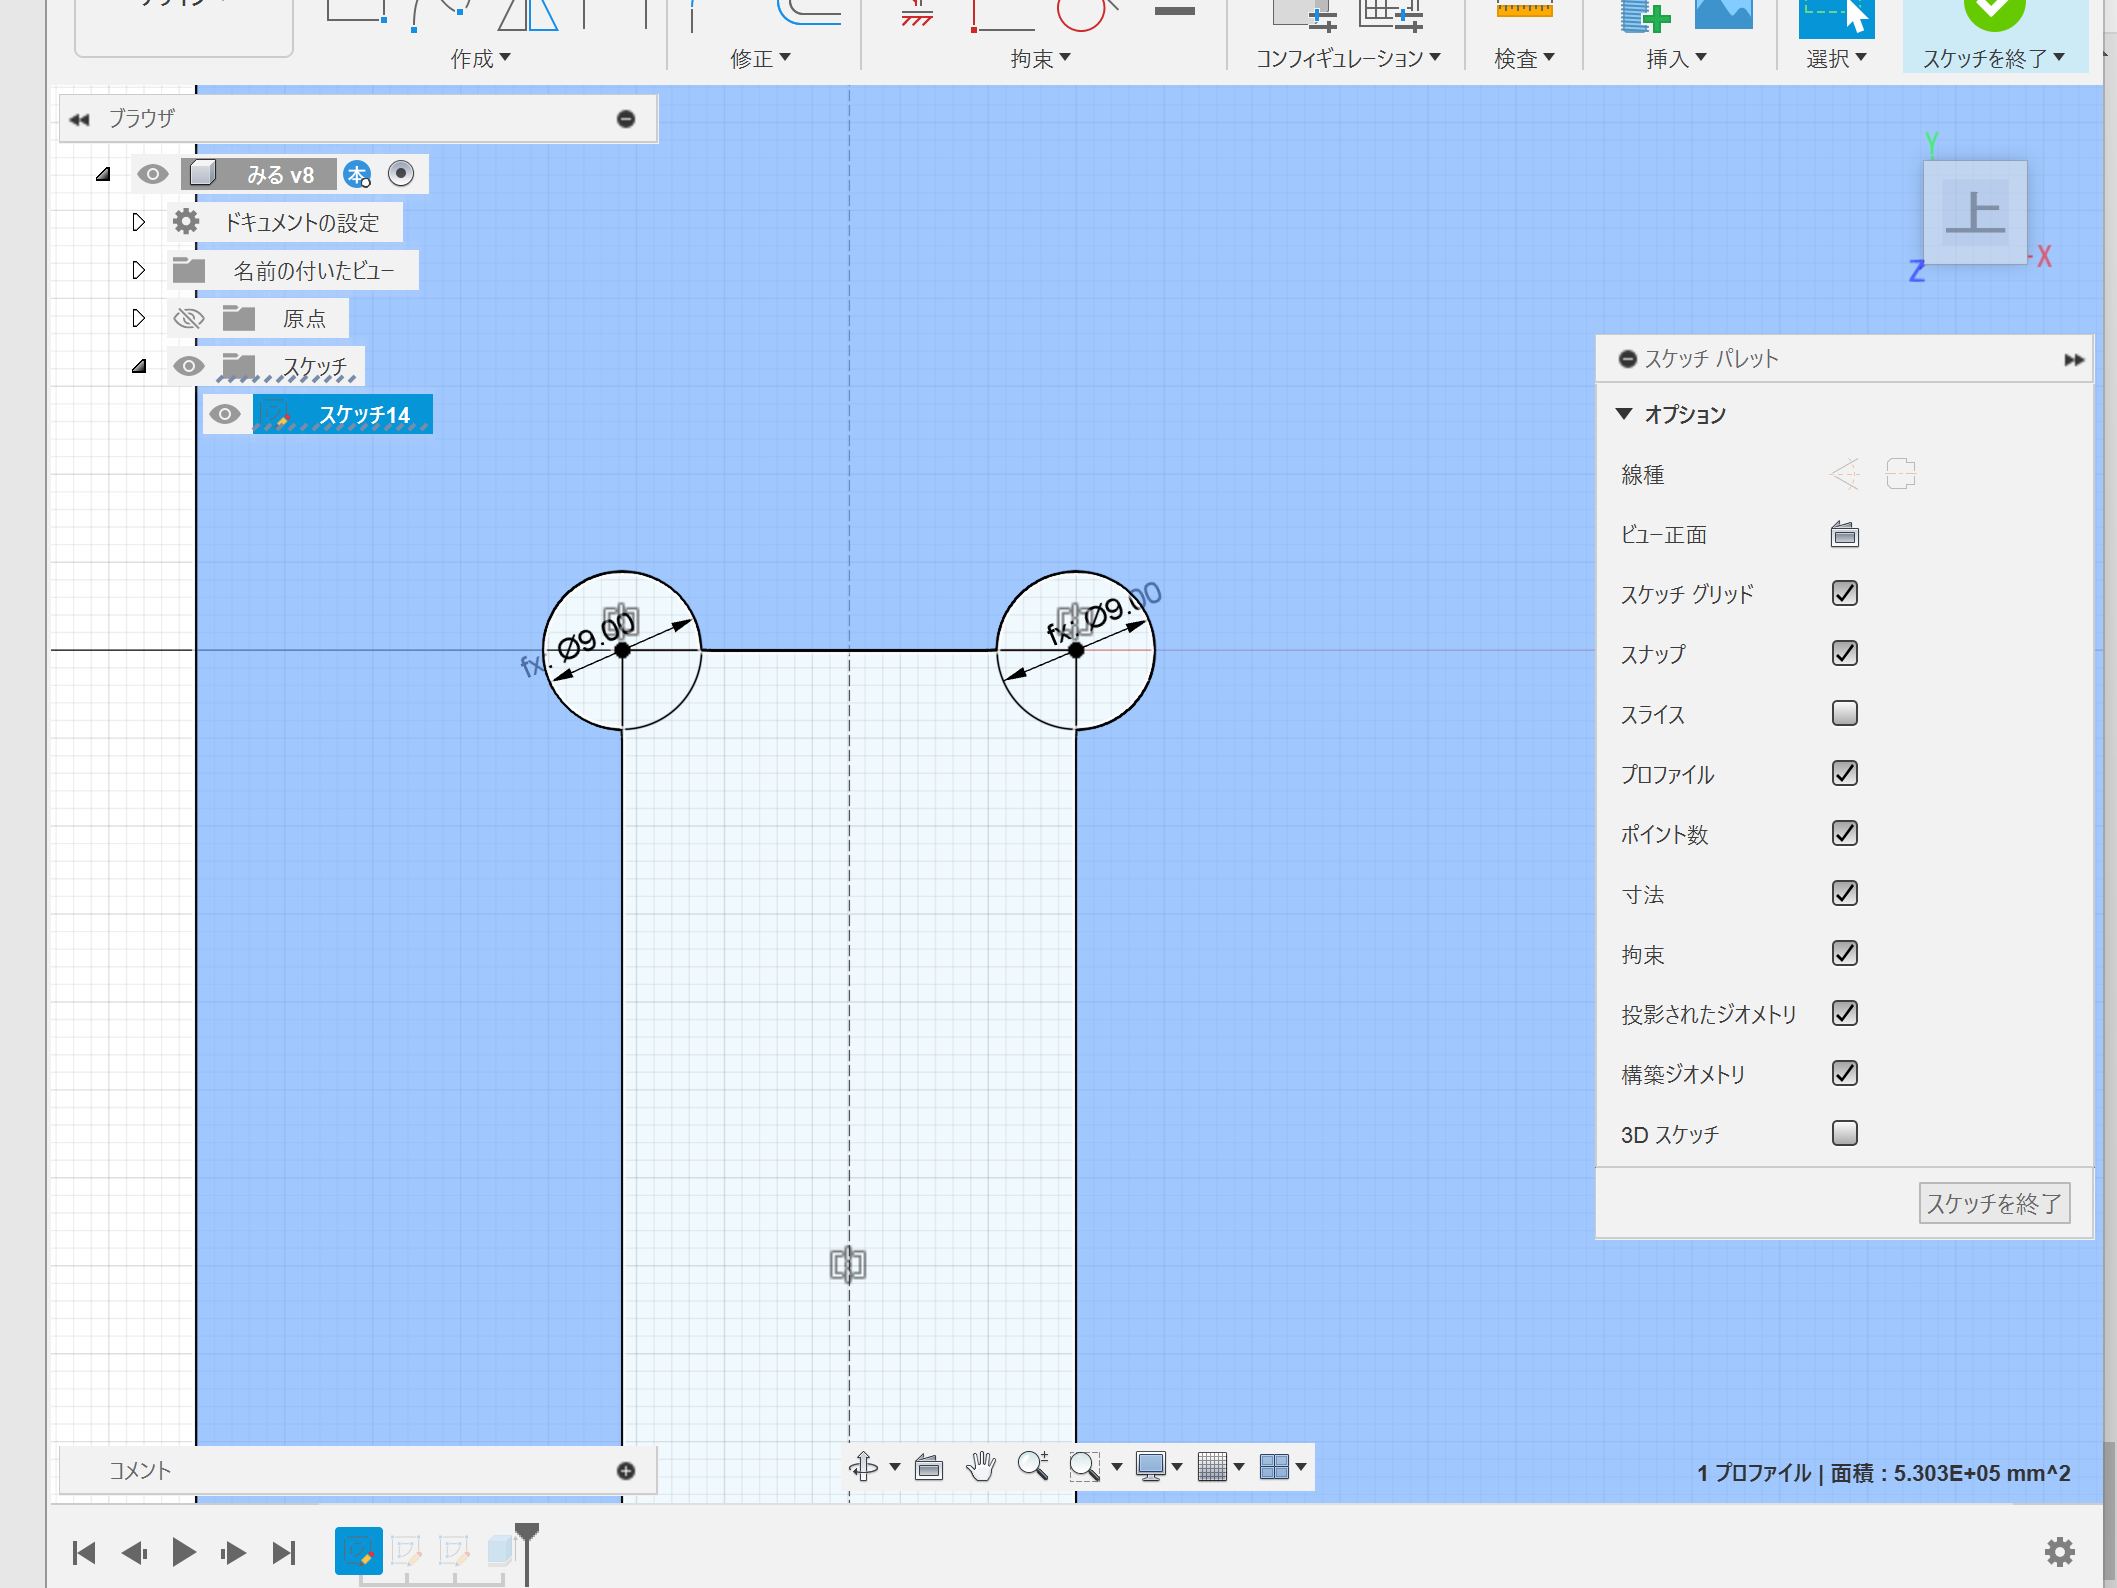 作成 修正 拘束 コンフィギュレーション 検査 挿入 選択 スケッチを終了
ブラウザ
みる v8
ドキュメントの設定
名前の付いたビュー
原点
スケッチ
スケッチ14
Y
上
X
Z
fx: Ø9.00
fx: Ø9.00
スケッチ パレット
オプション
線種
ビュー正面
スケッチ グリッド
スナップ
スライス
プロファイル
ポイント数
寸法
拘束
投影されたジオメトリ
構築ジオメトリ
3D スケッチ
スケッチを終了
コメント
1 プロファイル | 面積 : 5.303E+05 mm^2